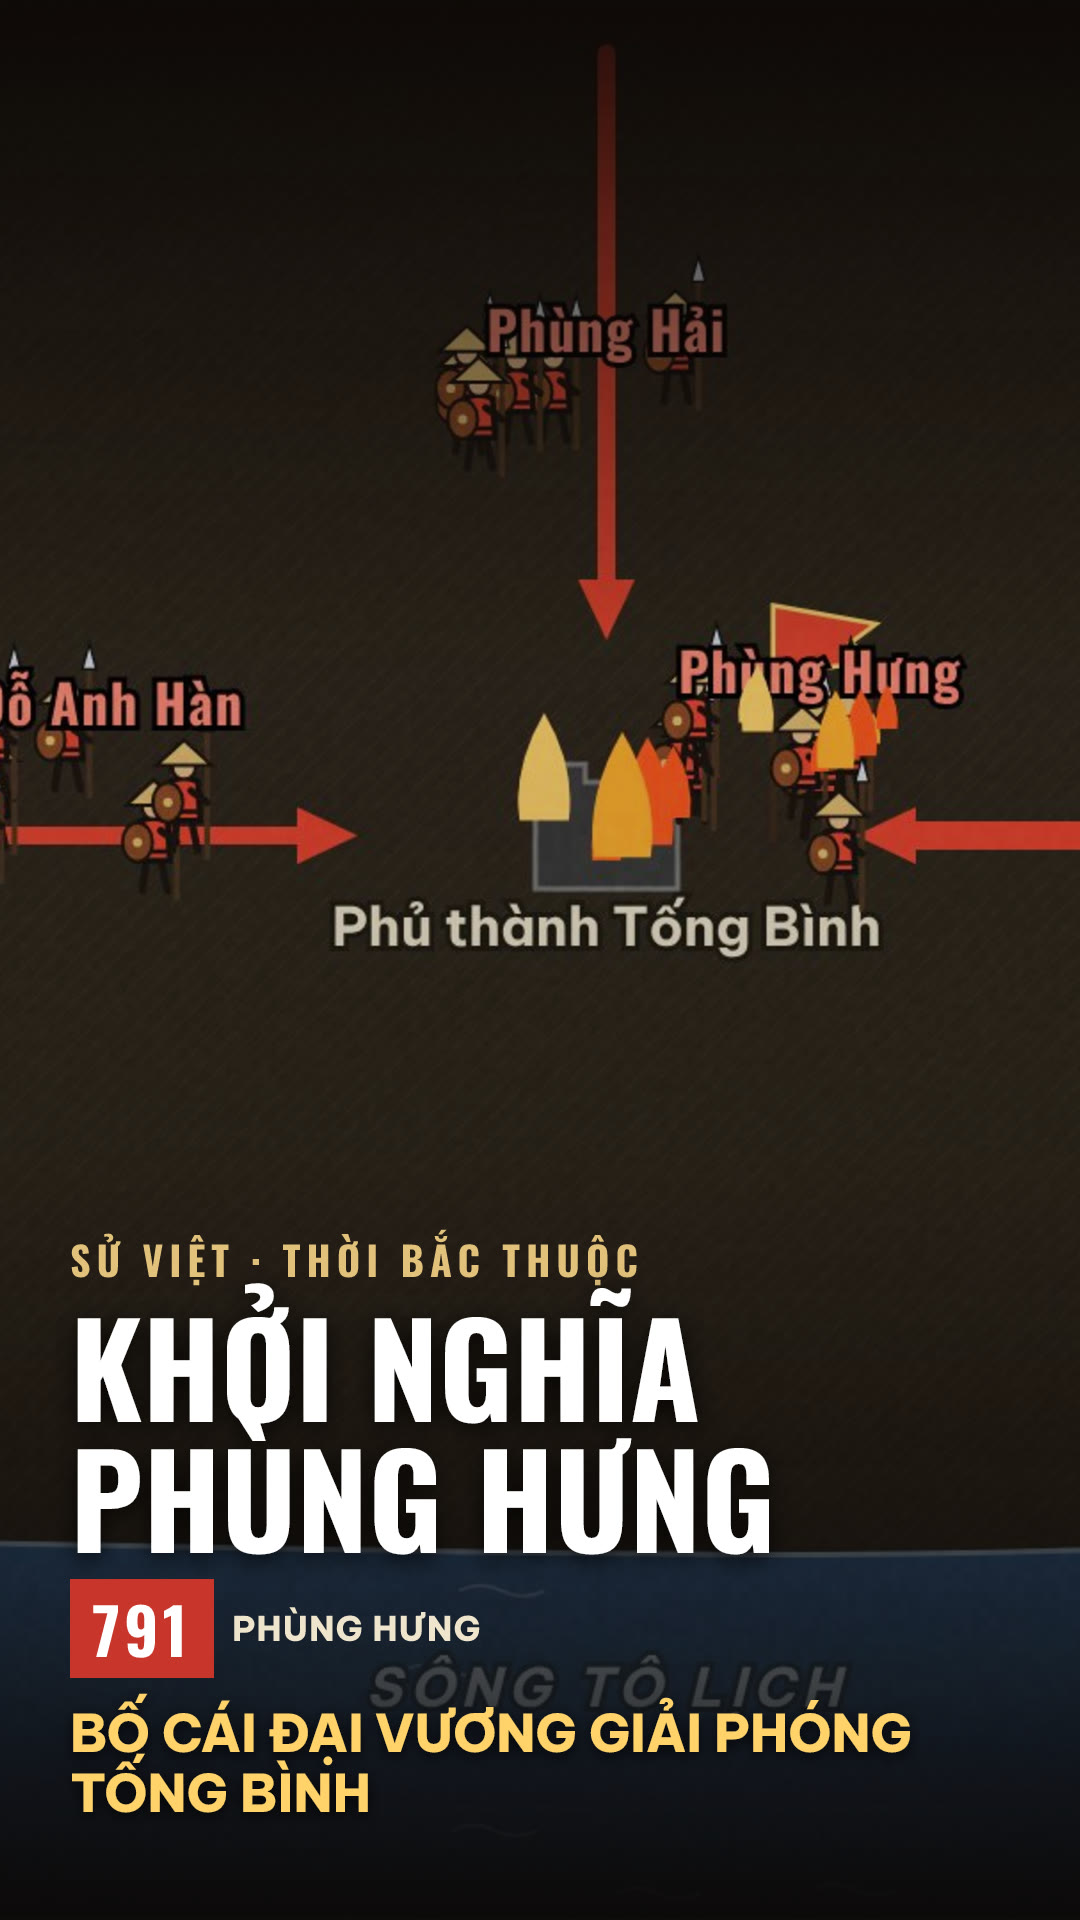 Phùng Hải
Phùng Hưng
Đỗ Anh Hàn
Phủ thành Tống Bình
SỬ VIỆT · THỜI BẮC THUỘC
KHỞI NGHĨA
PHÙNG HƯNG
791 PHÙNG HƯNG
SÔNG TÔ LỊCH
BỐ CÁI ĐẠI VƯƠNG GIẢI PHÓNG
TỐNG BÌNH